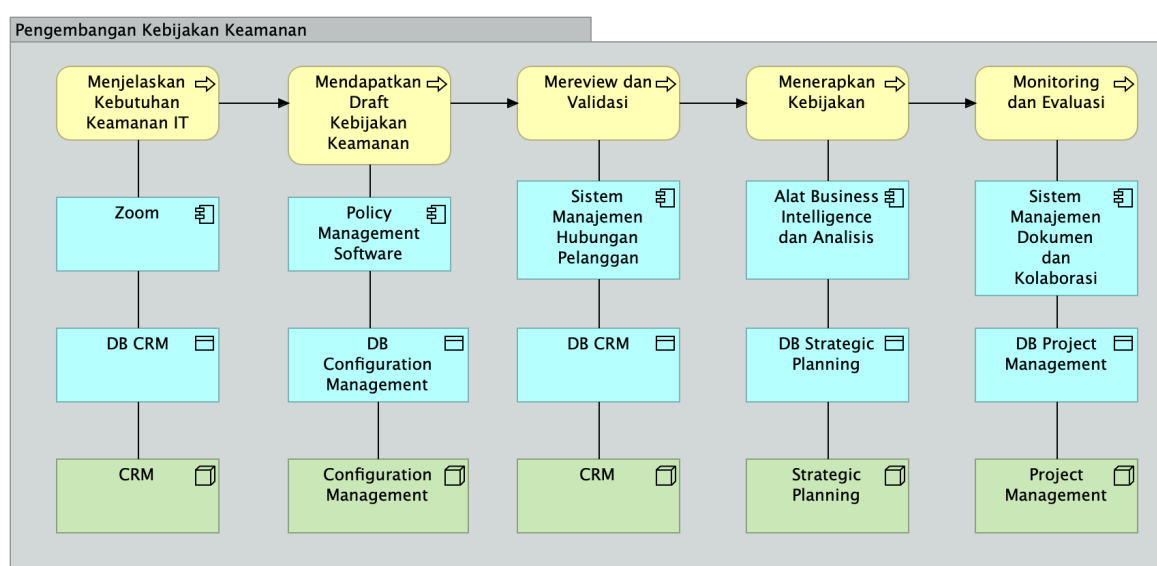 Pengembangan Kebijakan Keamanan
Menjelaskan
Kebutuhan
Keamanan IT
Mendapatkan
Draft
Kebijakan
Keamanan
Mereview dan
Validasi
Menerapkan
Kebijakan
Monitoring
dan Evaluasi
Zoom
Policy
Management
Software
Sistem
Manajemen
Hubungan
Pelanggan
Alat Business
Intelligence
dan Analisis
Sistem
Manajemen
Dokumen
dan
Kolaborasi
DB CRM
DB
Configuration
Management
DB CRM
DB Strategic
Planning
DB Project
Management
CRM
Configuration
Management
CRM
Strategic
Planning
Project
Management